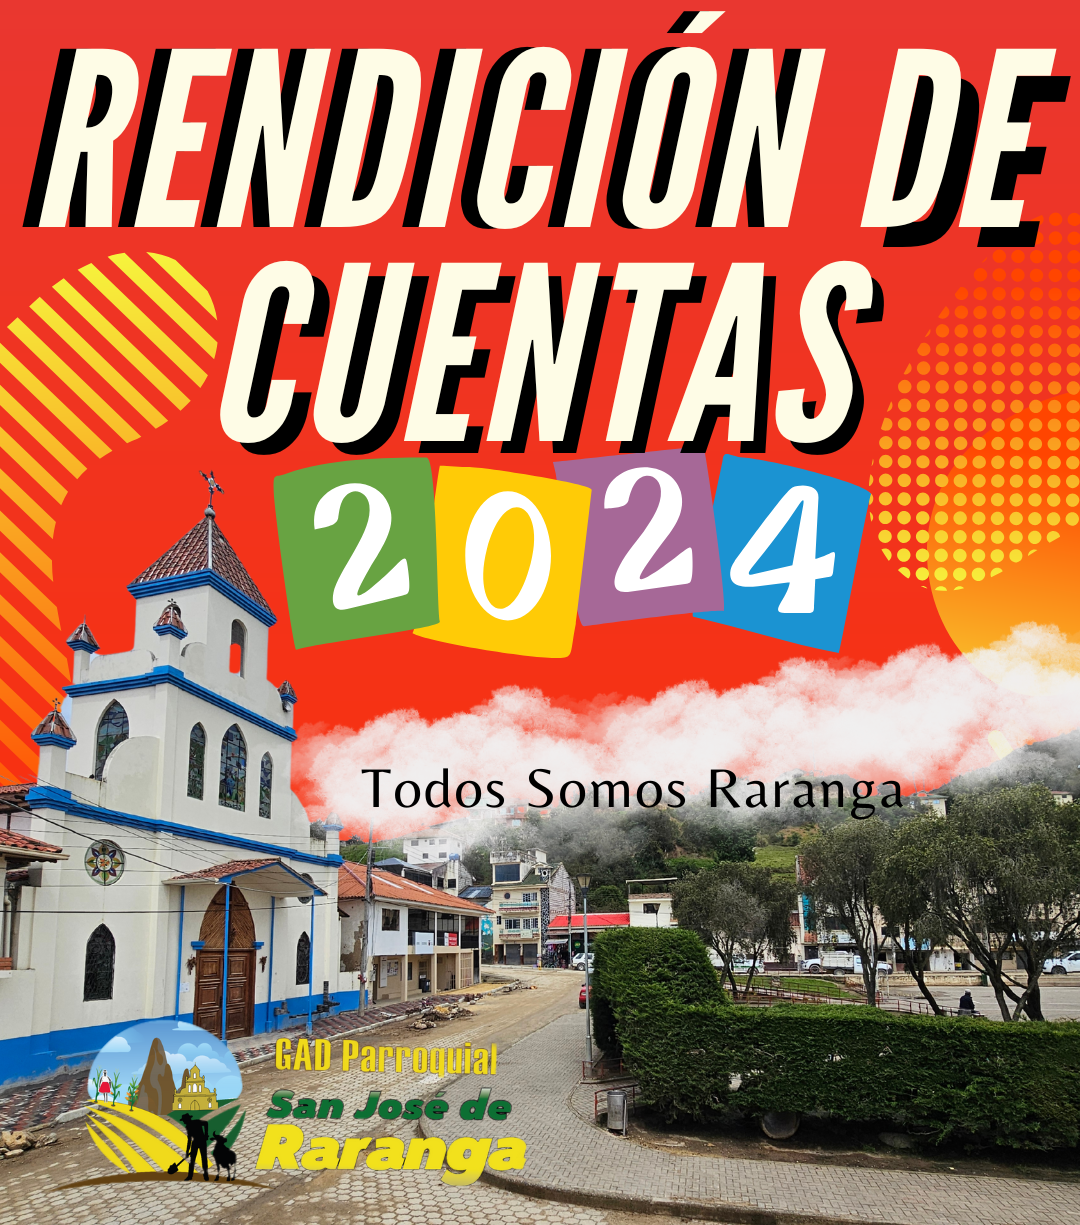 RENDICIÓN DE
CUENTAS
2024
Todos Somos Raranga
GAD Parroquial
San José de
Raranga